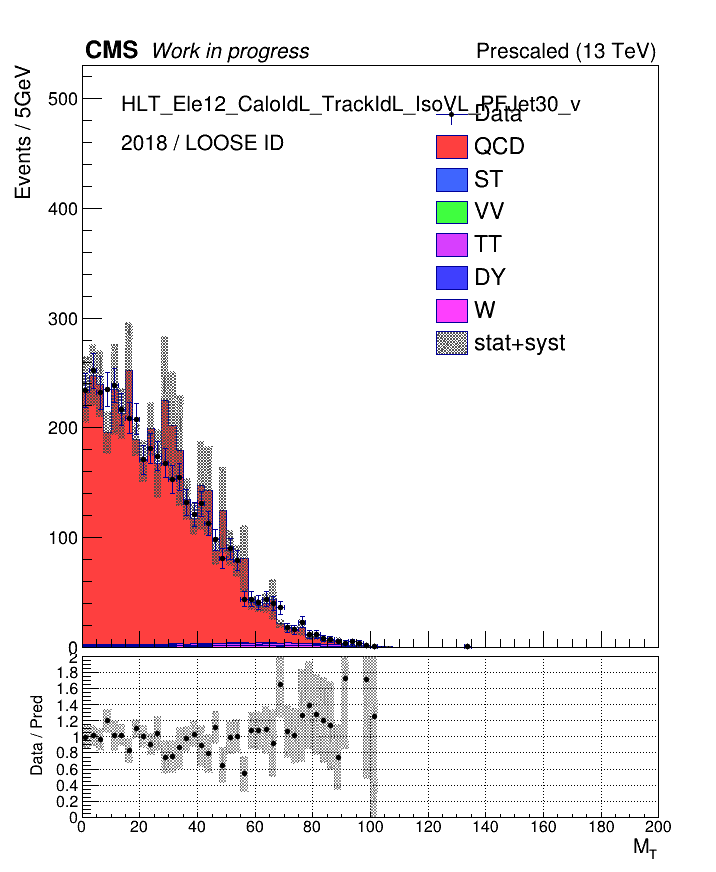 CMS Work in progress Prescaled (13 TeV)
Events / 5GeV
500
400
300
200
100
0
HLT_Ele12_CaloIdL_TrackIdL_IsoVL_PFJet30_v
2018 / LOOSE ID
Data
QCD
ST
VV
TT
DY
W
stat+syst
Data / Pred
2
1.8
1.6
1.4
1.2
1
0.8
0.6
0.4
0.2
0
0 20 40 60 80 100 120 140 160 180 200
M_T